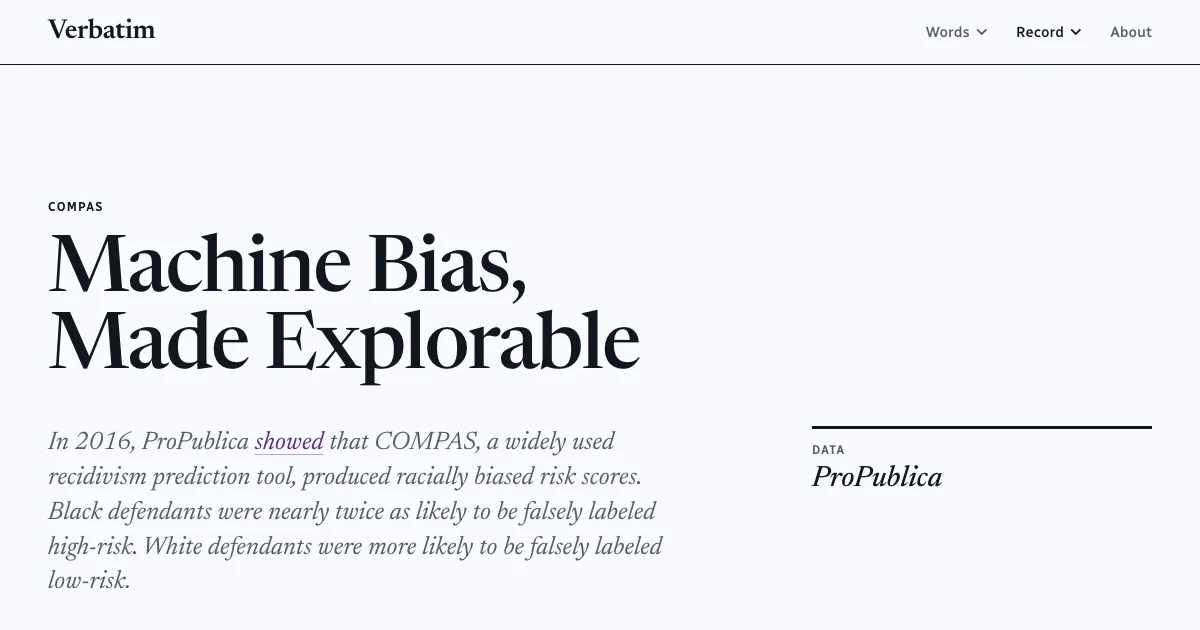 Verbatim
Words
Record
About
COMPAS
Machine Bias,
Made Explorable
In 2016, ProPublica showed that COMPAS, a widely used
recidivism prediction tool, produced racially biased risk scores.
Black defendants were nearly twice as likely to be falsely labeled
high-risk. White defendants were more likely to be falsely labeled
low-risk.
DATA
ProPublica